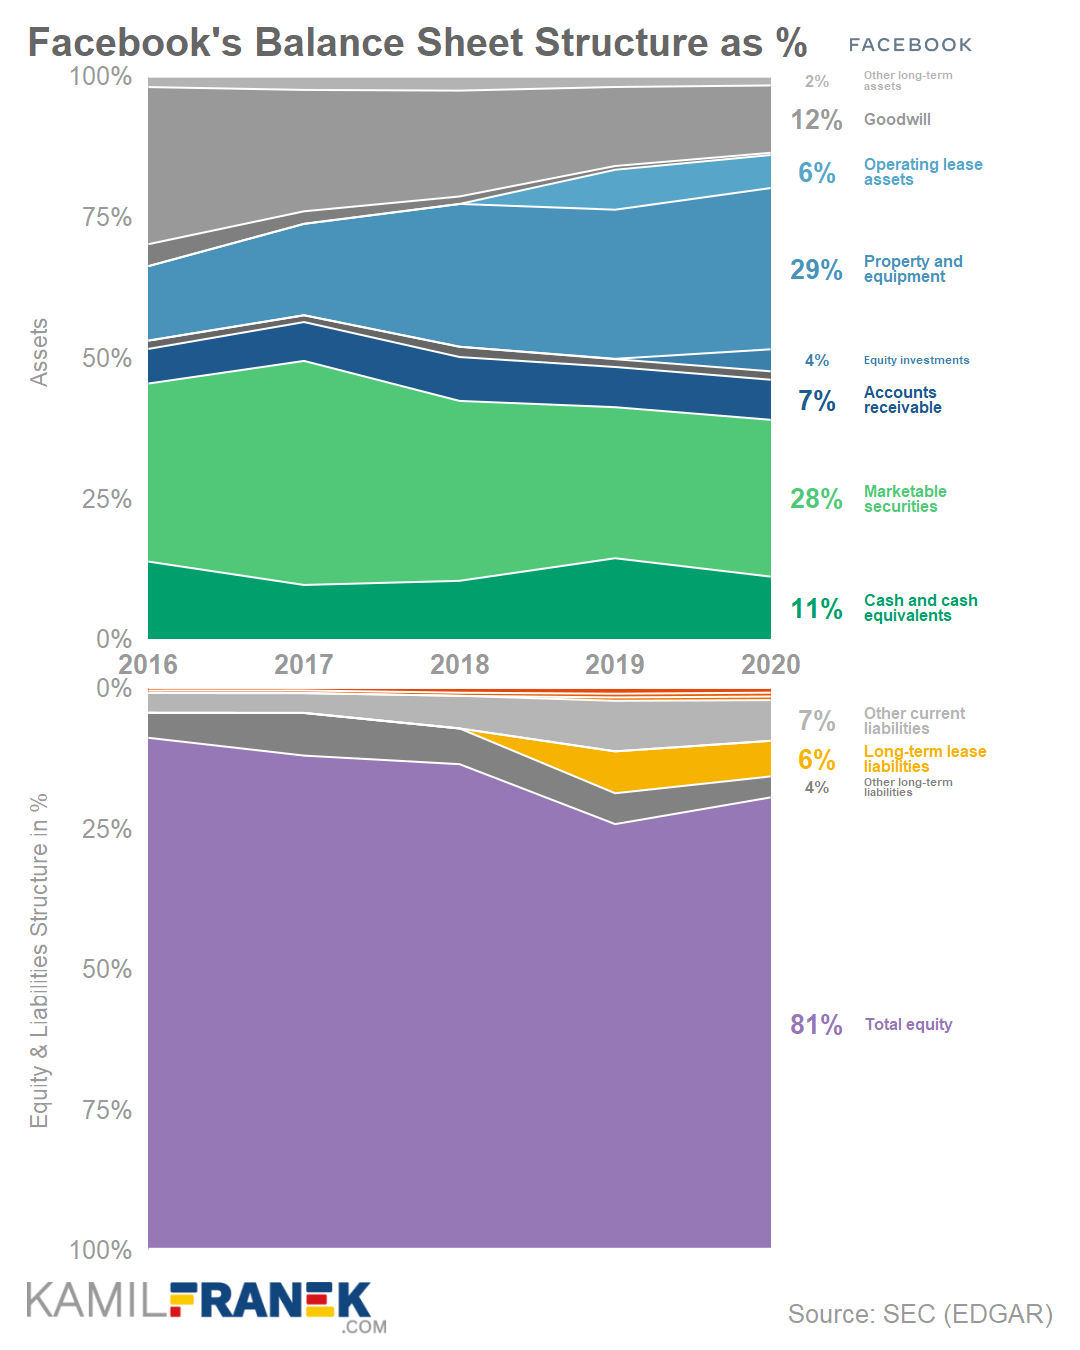 Facebook's Balance Sheet Structure as %
FACEBOOK
100%
75%
50%
25%
0%
Assets
2% Other long-term
assets
12% Goodwill
6% Operating lease
assets
29% Property and
equipment
4% Equity investments
7% Accounts
receivable
28% Marketable
securities
11% Cash and cash
equivalents
2016 2017 2018 2019 2020
0%
25%
50%
75%
100%
Equity & Liabilities Structure in %
7% Other current
liabilities
6% Long-term lease
liabilities
4% Other long-term
liabilities
81% Total equity
KAMILFRANEK
.COM
Source: SEC (EDGAR)